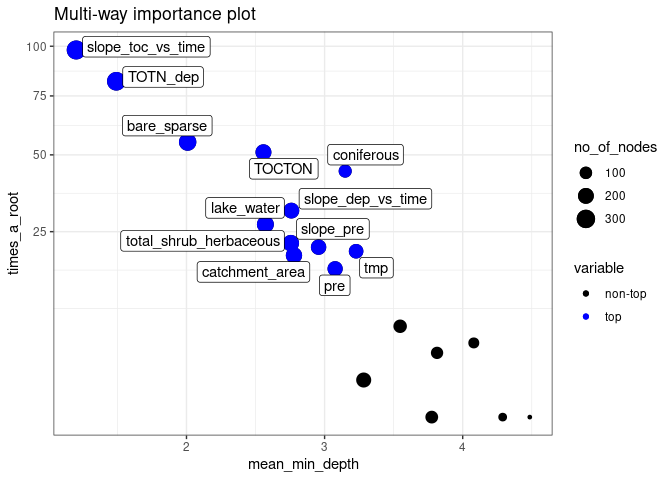 Multi-way importance plot
100
75
50
25
times_a_root
slope_toc_vs_time
TOTN_dep
bare_sparse
TOCTON
coniferous
slope_dep_vs_time
lake_water
slope_pre
total_shrub_herbaceous
catchment_area
tmp
pre
2
3
4
mean_min_depth
no_of_nodes
100
200
300
variable
non-top
top